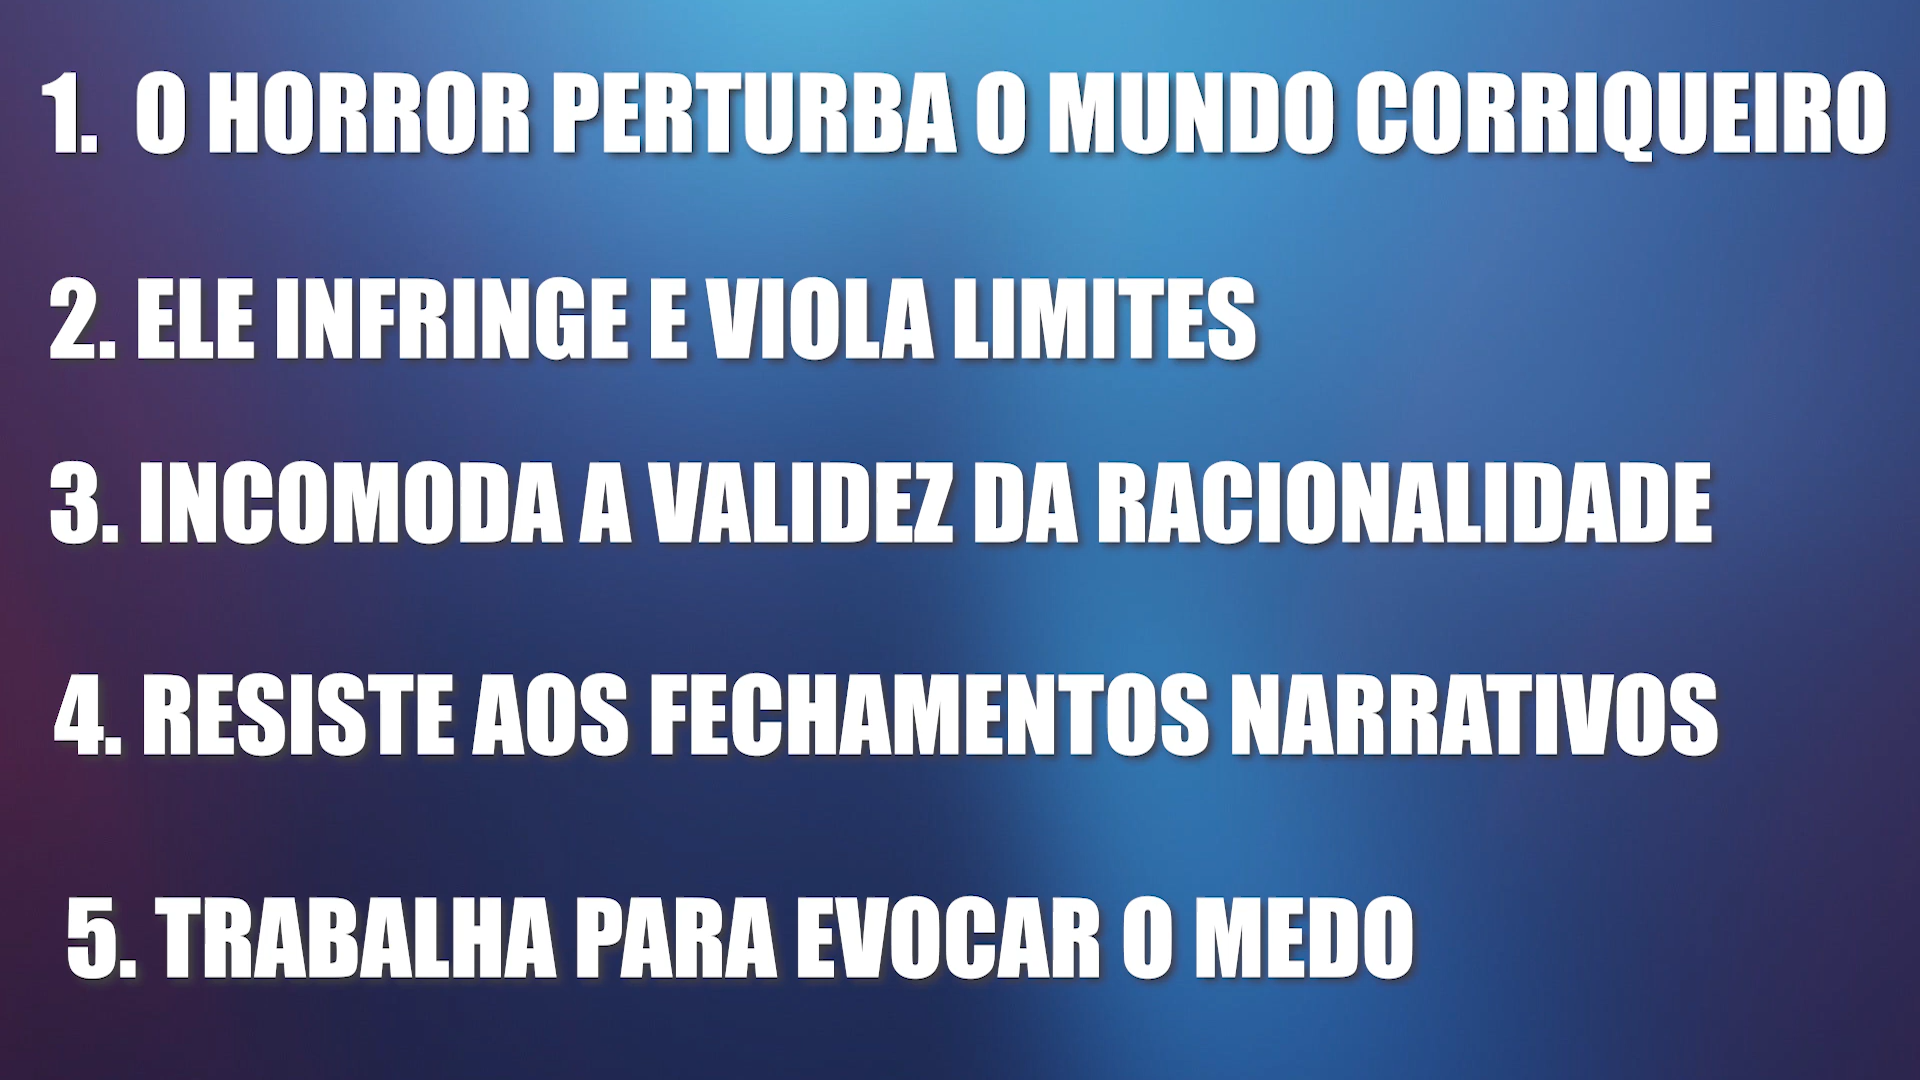 1. O HORROR PERTURBA O MUNDO CORRIQUEIRO
2. ELE INFRINGE E VIOLA LIMITES
3. INCOMODA A VALIDEZ DA RACIONALIDADE
4. RESISTE AOS FECHAMENTOS NARRATIVOS
5. TRABALHA PARA EVOCAR O MEDO